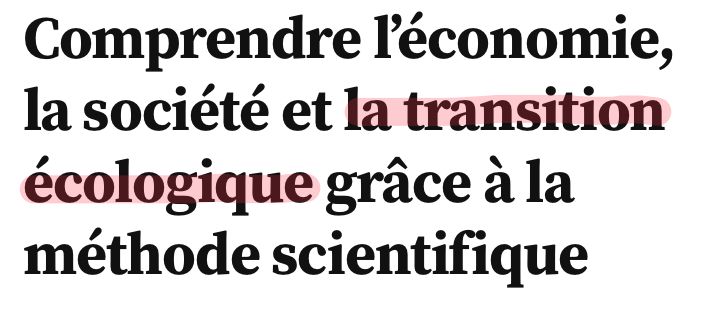 Comprendre l’économie,
la société et la transition
écologique grâce à la
méthode scientifique